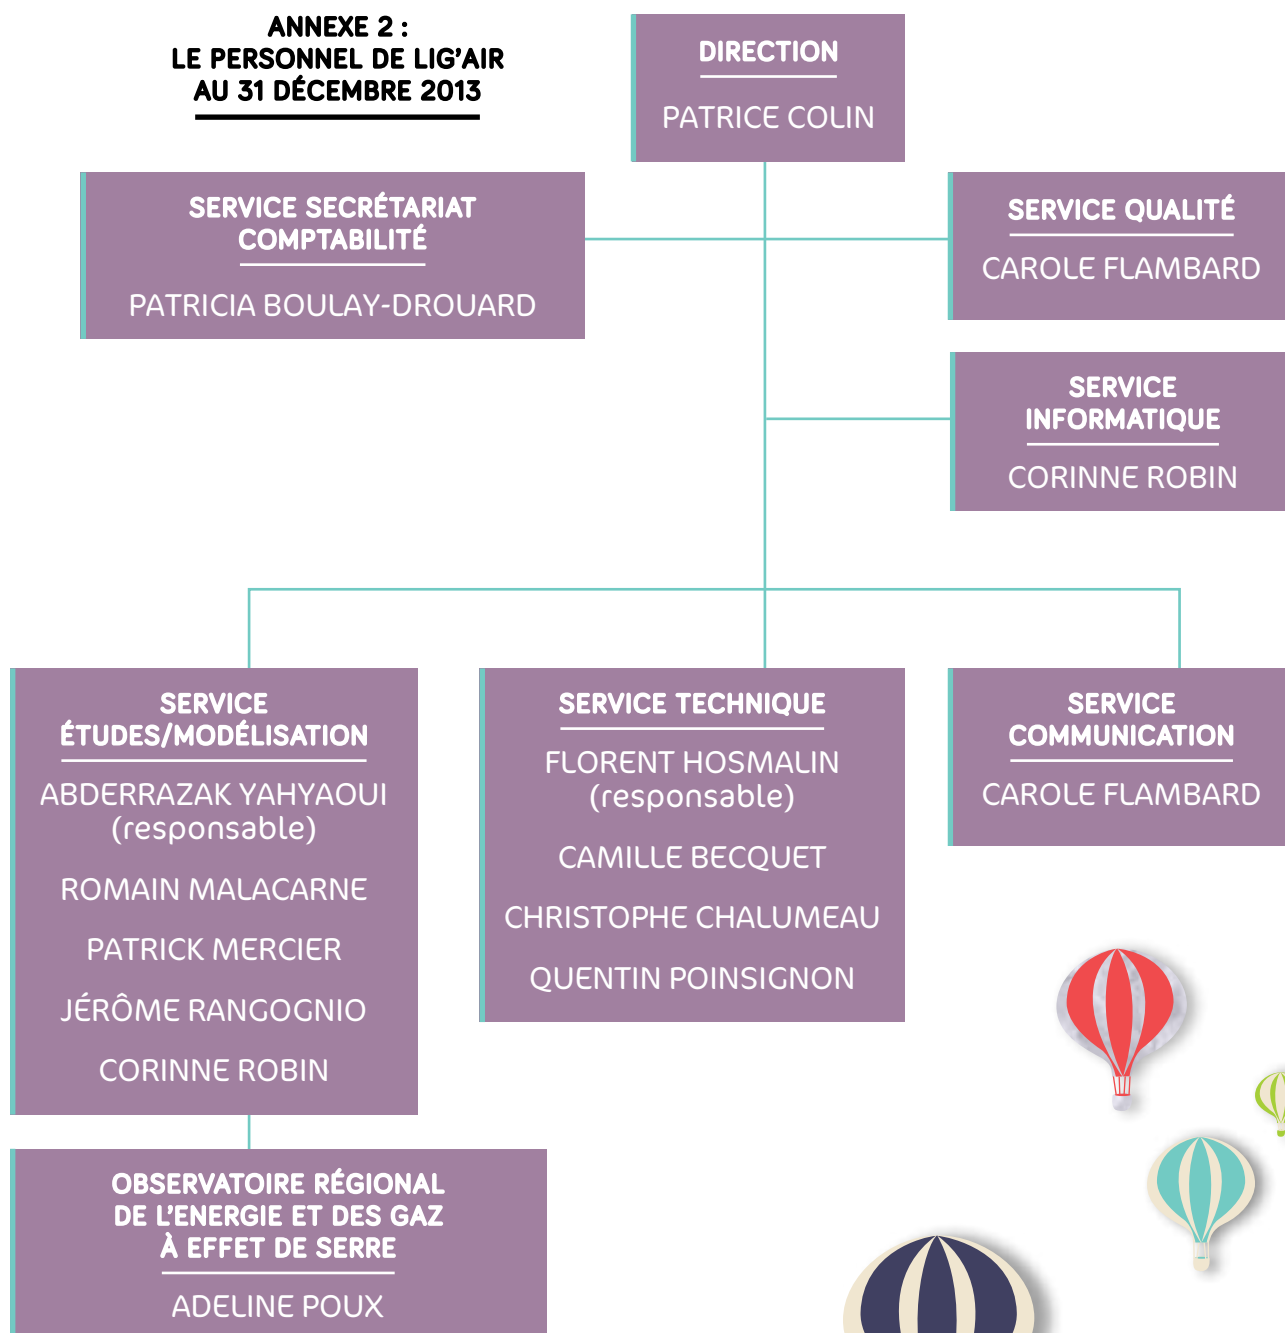 ANNEXE 2 :
LE PERSONNEL DE LIG'AIR
AU 31 DÉCEMBRE 2013
DIRECTION
PATRICE COLIN
SERVICE SECRÉTARIAT
COMPTABILITÉ
PATRICIA BOULAY-DROUARD
SERVICE QUALITÉ
CAROLE FLAMBARD
SERVICE
INFORMATIQUE
CORINNE ROBIN
SERVICE
ÉTUDES/MODÉLISATION
ABDERRAZAK YAHYAOUI
(responsable)
ROMAIN MALACARNE
PATRICK MERCIER
JÉRÔME RANGOGNIO
CORINNE ROBIN
SERVICE TECHNIQUE
FLORENT HOSMALIN
(responsable)
CAMILLE BECQUET
CHRISTOPHE CHALUMEAU
QUENTIN POINSIGNON
SERVICE
COMMUNICATION
CAROLE FLAMBARD
OBSERVATOIRE RÉGIONAL
DE L'ENERGIE ET DES GAZ
À EFFET DE SERRE
ADELINE POUX